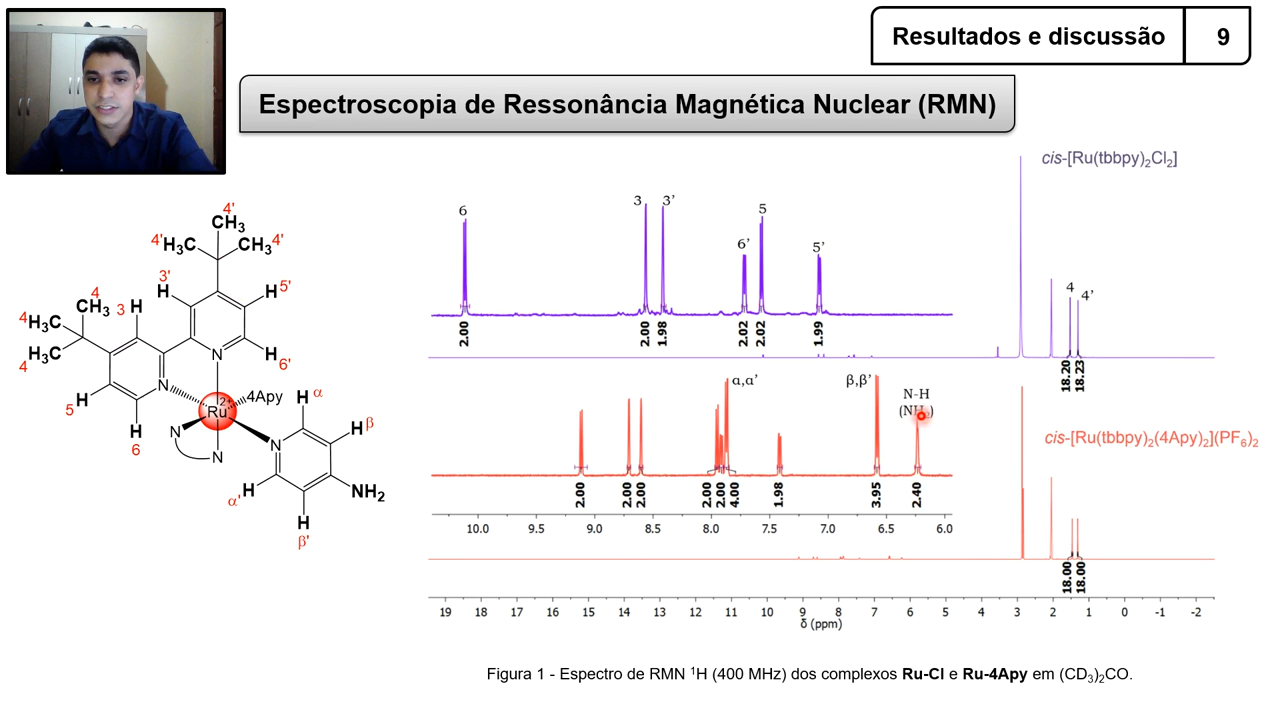 Resultados e discussão 9
Espectroscopia de Ressonância Magnética Nuclear (RMN)
cis-[Ru(tbbpy)₂Cl₂]
6 3 3’ 6’ 5 5’ 4 4’
2.00 2.00 1.98 2.02 2.02 1.99 18.20 18.23
4'
CH₃
4' H₃C CH₃ 4'
3'
H H 5'
4 CH₃ 3 H
4 H₃C
4 H₃C
N H 6'
N
5 H H 6
Ru 2+ 4Apy
N N
N
H α
H β
α' H NH₂
H
β'
α,α’ β,β’ N-H
(NH₂)
cis-[Ru(tbbpy)₂(4Apy)₂](PF₆)₂
2.00 2.00 2.00 2.00 2.00 4.00 1.98 3.95 2.40
10.0 9.5 9.0 8.5 8.0 7.5 7.0 6.5 6.0
18.00 18.00
19 18 17 16 15 14 13 12 11 10 9 8 7 6 5 4 3 2 1 0 -1 -2
δ (ppm)
Figura 1 - Espectro de RMN ¹H (400 MHz) dos complexos Ru-Cl e Ru-4Apy em (CD₃)₂CO.